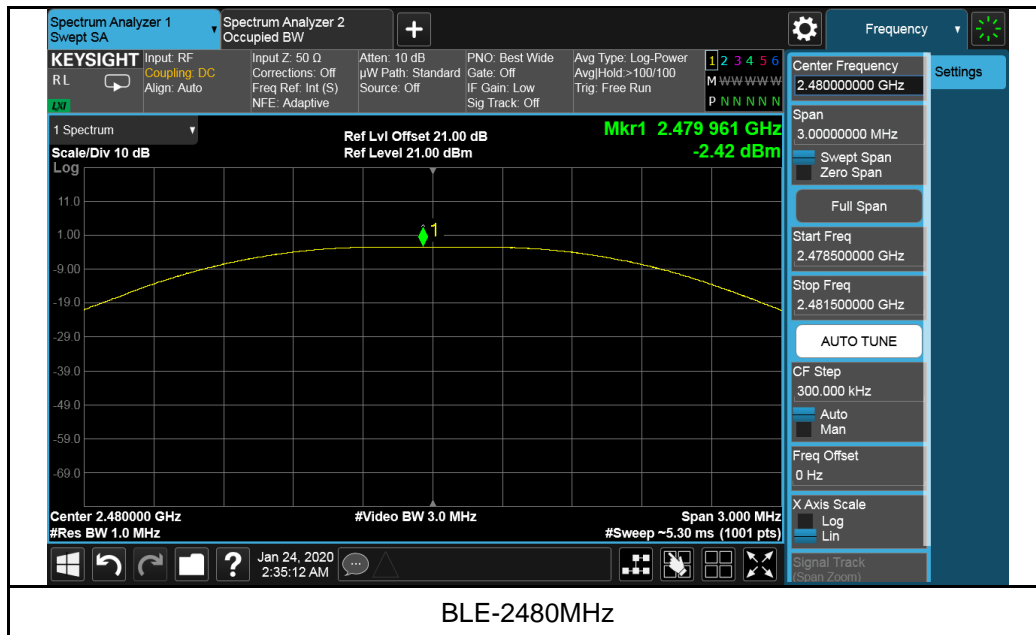 Spectrum Analyzer 1
Swept SA
Spectrum Analyzer 2
Occupied BW
KEYSIGHT
RL
LXI
Input: RF
Coupling: DC
Align: Auto
Input Z: 50 Ω
Corrections: Off
Freq Ref: Int (S)
NFE: Adaptive
Atten: 10 dB
µW Path: Standard
Source: Off
PNO: Best Wide
Gate: Off
IF Gain: Low
Sig Track: Off
Avg Type: Log-Power
Avg|Hold:>100/100
Trig: Free Run
1 2 3 4 5 6
M W W W W W
P N N N N N
1 Spectrum
Scale/Div 10 dB
Ref Lvl Offset 21.00 dB
Ref Level 21.00 dBm
Mkr1 2.479 961 GHz
-2.42 dBm
Log
11.0
1.00
-9.00
-19.0
-29.0
-39.0
-49.0
-59.0
-69.0
1
Center 2.480000 GHz
#Res BW 1.0 MHz
#Video BW 3.0 MHz
Span 3.000 MHz
#Sweep ~5.30 ms (1001 pts)
?
Jan 24, 2020
2:35:12 AM
Frequency
Settings
Center Frequency
2.480000000 GHz
Span
3.00000000 MHz
Swept Span
Zero Span
Full Span
Start Freq
2.478500000 GHz
Stop Freq
2.481500000 GHz
AUTO TUNE
CF Step
300.000 kHz
Auto
Man
Freq Offset
0 Hz
X Axis Scale
Log
Lin
Signal Track
(Span Zoom)
BLE-2480MHz